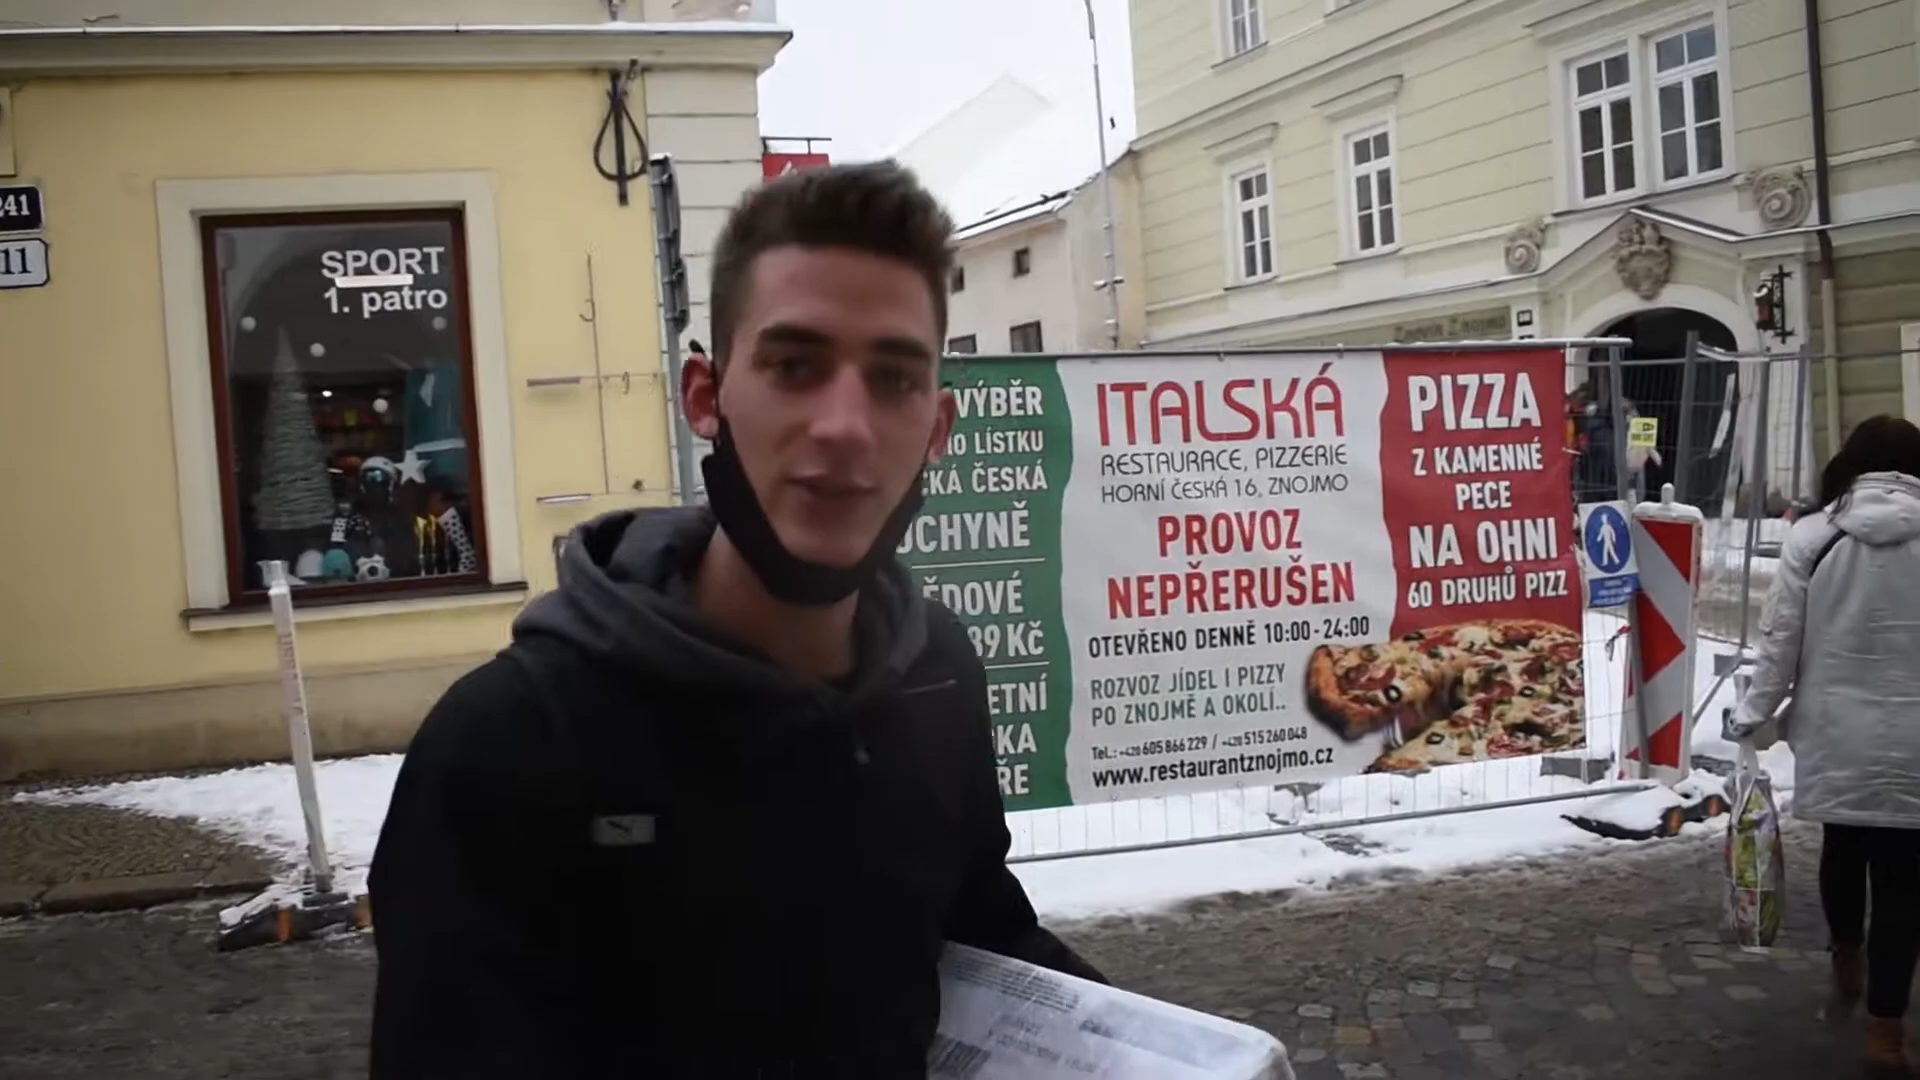 241
11
SPORT
1. patro
VÝBĚR
LÍSTKU
ČESKÁ
89 Kč
ITALSKÁ
RESTAURACE, PIZZERIE
HORNÍ ČESKÁ 16, ZNOJMO
PROVOZ
NEPŘERUŠEN
OTEVŘENO DENNĚ 10:00 - 24:00
ROZVOZ JÍDEL I PIZZY
PO ZNOJMĚ A OKOLÍ..
Tel.: +420 605 866 229 / +420 515 260 048
www.restaurantznojmo.cz
PIZZA
Z KAMENNÉ
PECE
NA OHNI
60 DRUHŮ PIZZ